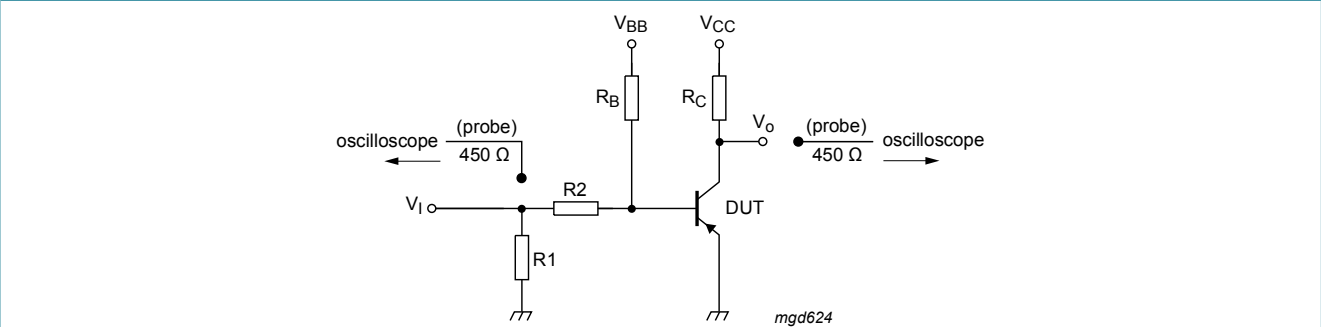 VBB
VCC
RB
RC
Vo
(probe)
450 Ω
oscilloscope
(probe)
450 Ω
oscilloscope
R2
VI
DUT
R1
mgd624